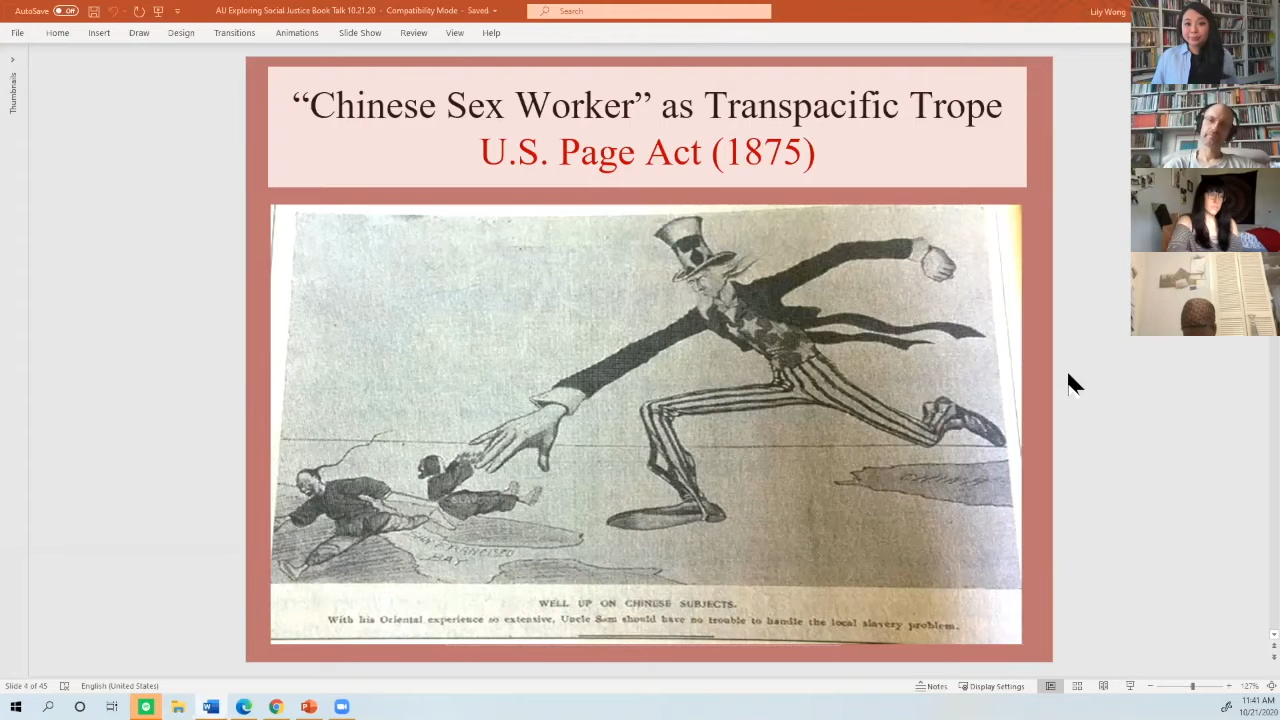 AutoSave Off
AU Exploring Social Justice Book Talk 10.21.20 - Compatibility Mode - Saved
Search
Lily Wong
File Home Insert Draw Design Transitions Animations Slide Show Review View Help
Thumbnails
“Chinese Sex Worker” as Transpacific Trope
U.S. Page Act (1875)
CHINA
SLAVE
SAN FRANCISCO
BAY
WELL UP ON CHINESE SUBJECTS.
With his Oriental experience so extensive, Uncle Sam should have no trouble to handle the local slavery problem.
Slide 4 of 45 English (United States) Notes Display Settings 127%
11:41 AM
10/21/2020